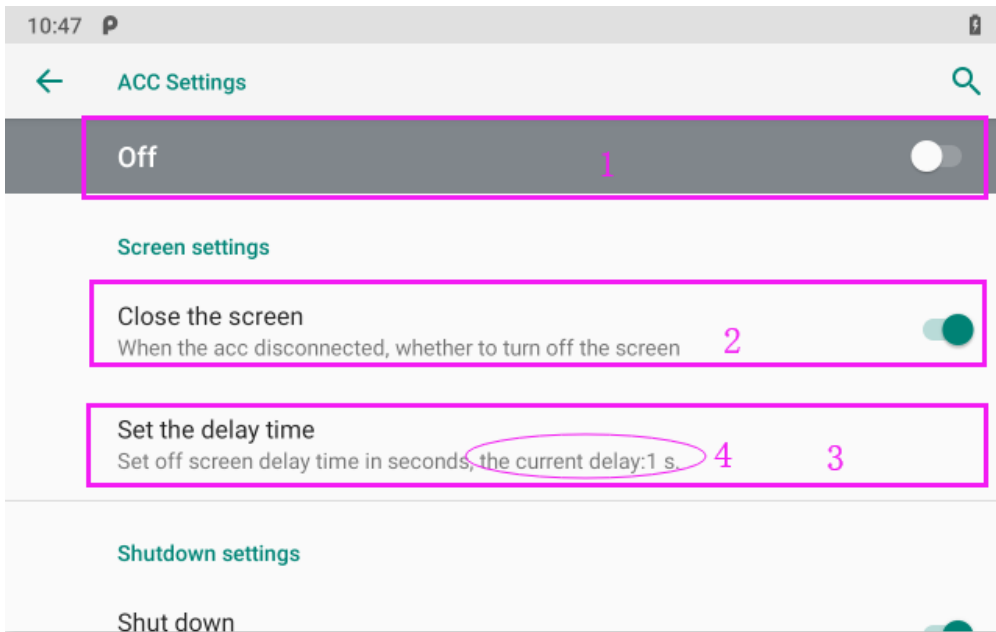 10:47
ACC Settings
Off
1
Screen settings
Close the screen
When the acc disconnected, whether to turn off the screen
2
Set the delay time
Set off screen delay time in seconds, the current delay:1 s.
4
3
Shutdown settings
Shut down